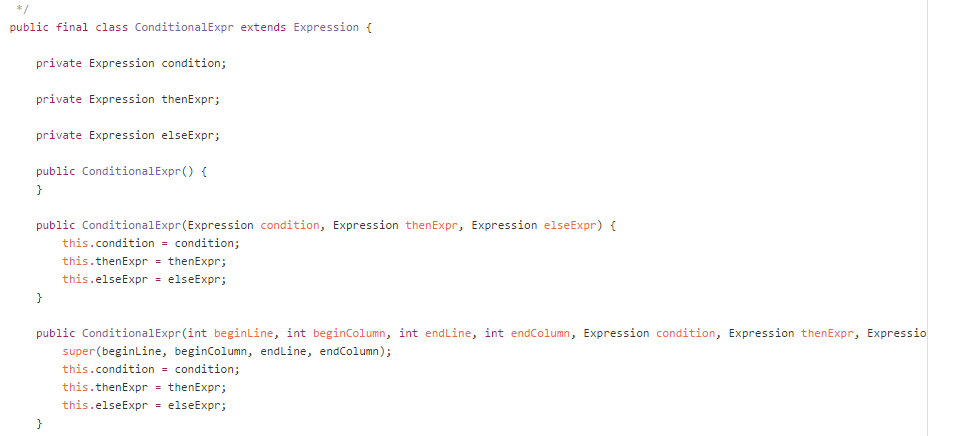 */
public final class ConditionalExpr extends Expression {
private Expression condition;
private Expression thenExpr;
private Expression elseExpr;
public ConditionalExpr() {
}
public ConditionalExpr(Expression condition, Expression thenExpr, Expression elseExpr) {
this.condition = condition;
this.thenExpr = thenExpr;
this.elseExpr = elseExpr;
}
public ConditionalExpr(int beginLine, int beginColumn, int endLine, int endColumn, Expression condition, Expression thenExpr, Expressio
super(beginLine, beginColumn, endLine, endColumn);
this.condition = condition;
this.thenExpr = thenExpr;
this.elseExpr = elseExpr;
}